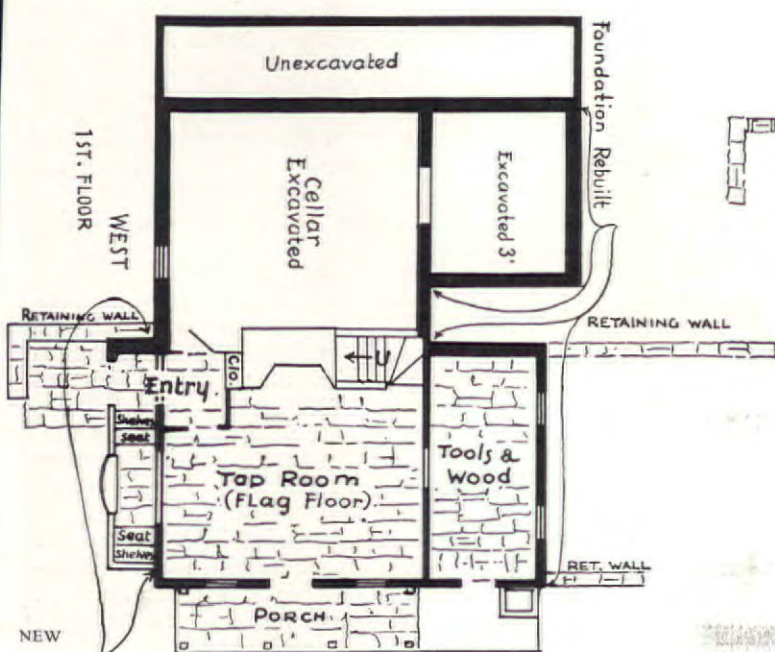 Unexcavated
Foundation Rebuilt
Cellar
Excavated
Excavated 3'
1ST. FLOOR
WEST
RETAINING WALL
RETAINING WALL
Entry
Clo.
U
Shelves
Seat
Tap Room
(Flag Floor)
Tools &
Wood
Seat
Shelves
RET. WALL
PORCH
NEW